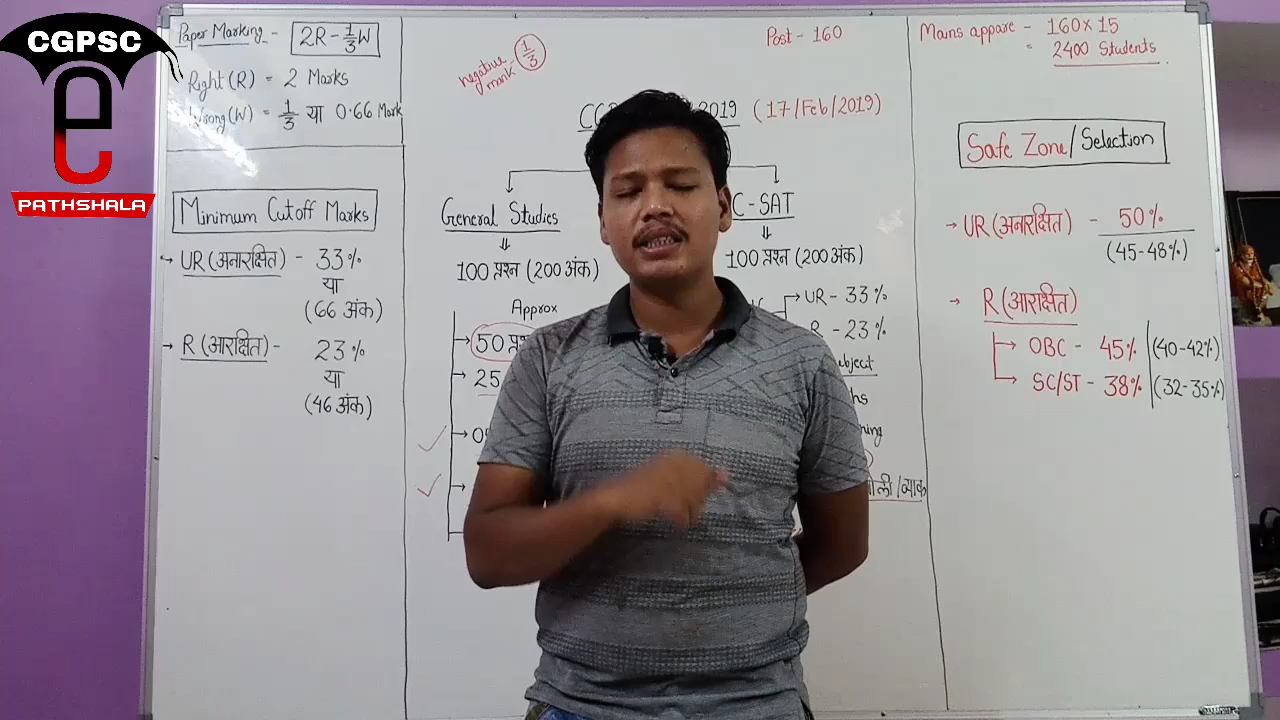 CGPSC
e
PATHSHALA
Paper Marking - 2R - 1/3 W
Right (R) = 2 Marks
Wrong (W) = 1/3 या 0.66 Mark
Minimum Cutoff Marks
UR (अनारक्षित) - 33%
या
(66 अंक)
R (आरक्षित) - 23%
या
(46 अंक)
Post - 160
negative mark - 1/3
2019 (17/Feb/2019)
General Studies
⇓
100 प्रश्न (200 अंक)
Approx
50
25
C-SAT
⇓
100 प्रश्न (200 अंक)
UR - 33%
R - 23%
Mains appare - 160 × 15
= 2400 Students
Safe Zone/Selection
UR (अनारक्षित) - 50%
(45-48%)
R (आरक्षित)
OBC - 45% (40-42%)
SC/ST - 38% (32-35%)